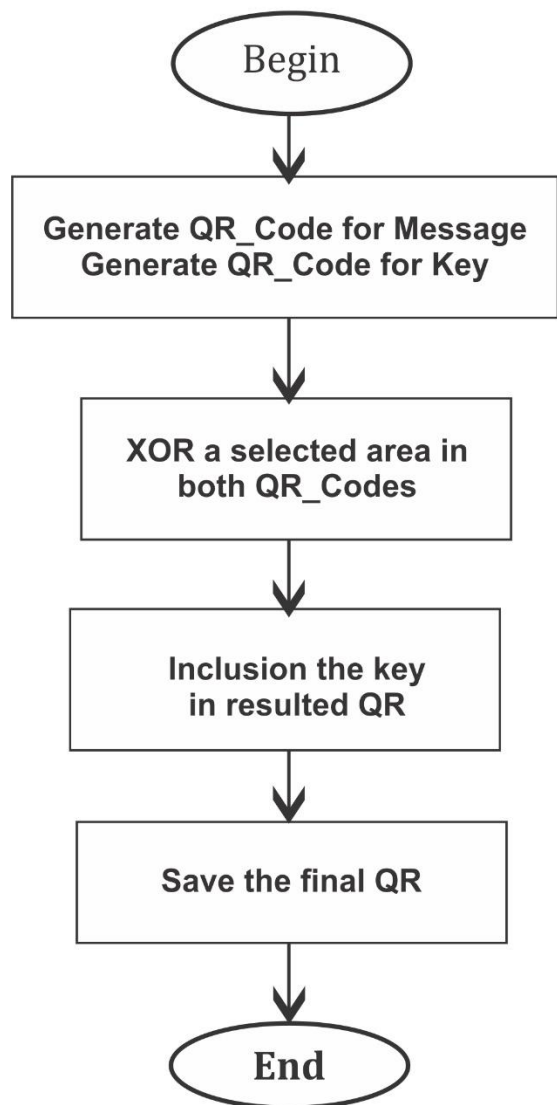 Begin
Generate QR_Code for Message
Generate QR_Code for Key
XOR a selected area in
both QR_Codes
Inclusion the key
in resulted QR
Save the final QR
End